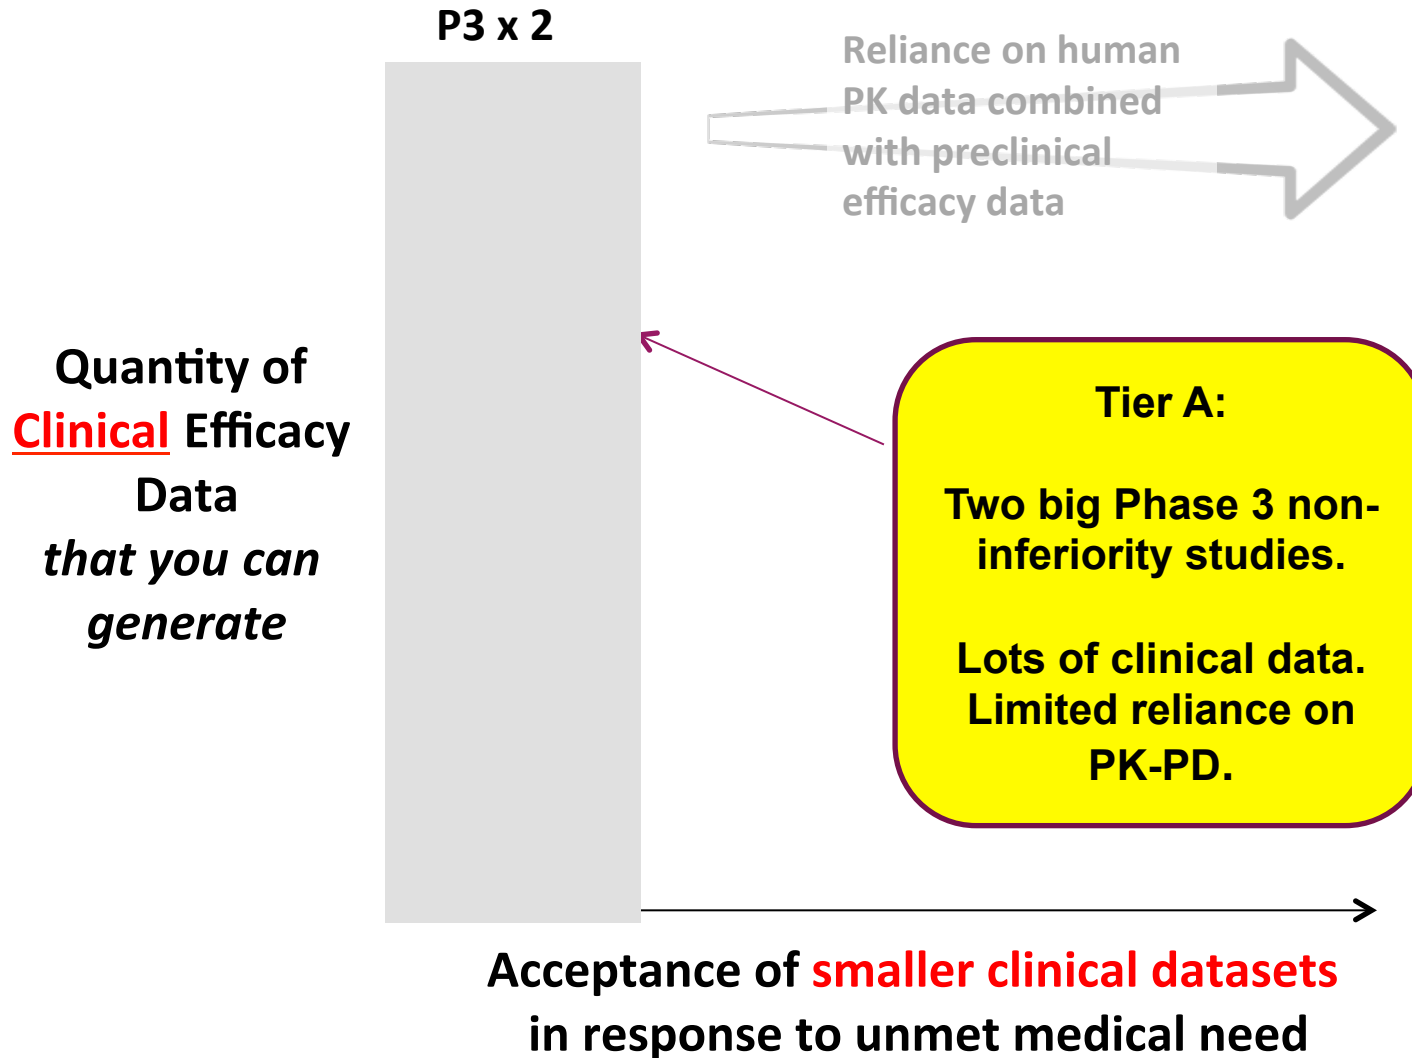 P3 x 2
Reliance on human
PK data combined
with preclinical
efficacy data
Quantity of
Clinical Efficacy
Data
that you can
generate
Tier A:
Two big Phase 3 non-
inferiority studies.
Lots of clinical data.
Limited reliance on
PK-PD.
Acceptance of smaller clinical datasets
in response to unmet medical need